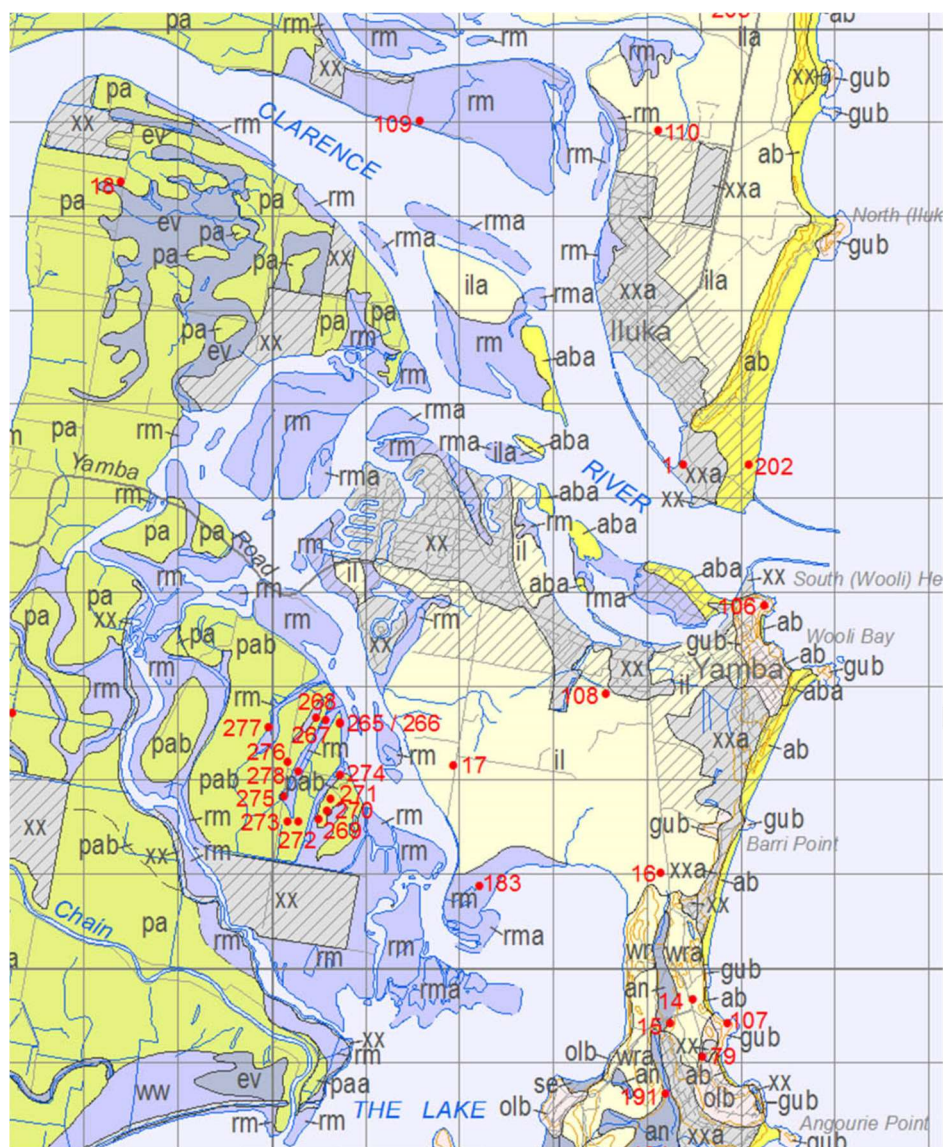 rm
rm
ab
pa
rm
ila
pa
xx
rm
xx
gub
gub
xx
CLARENCE
109
rm
110
ev
rm
ab
xxa
18
pa
rm
rma
North (Iluk
gub
pa
pa
xx
rma
rm
ila
ila
rma
xxa
Iluka
pa
ev
xx
pa
pa
rm
rm
aba
ab
rm
pa
rm
rm
rma
rm
rma
ila
aba
1
xxa
202
Yamba
rma
rm
RIVER
xx
aba
rm
aba
pa
pa
Road
rm
xx
il
il
aba
xx
South (Wooli) He
rm
rm
aba
rma
106
pa
pa
xx
rm
rm
pab
xx
rm
gub
ab
Wooli Bay
ab
gub
Yamba
xx
il
aba
rm
rm
pab
rm
268
277
267
265 / 266
108
xxa
ab
276
rm
rm
17
il
278
274
pab
pab
275
271
270
273
272
269
xx
pab
rm
xx
rm
rm
rm
gub
gub
Barri Point
xx
183
16
xxa
ab
Chain
pa
rm
rm
rm
rma
xx
wr
wra
rm
rm
rma
an
14
ab
gub
15
107
gub
xx
rm
olb
wra
xx
79
ww
ev
paa
se
an
ab
xx
rm
rm
THE LAKE
olb
191
olb
gub
an
xxa
Angourie Point
gub